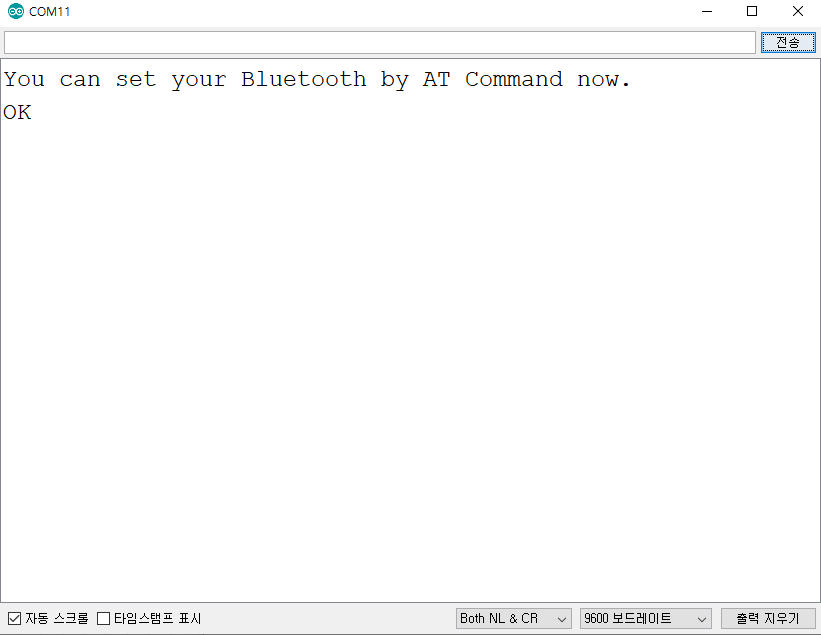 COM11
전송
You can set your Bluetooth by AT Command now.
OK
자동 스크롤 타임스탬프 표시 Both NL & CR 9600 보드레이트 출력 지우기